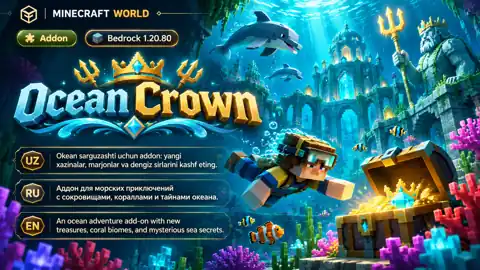 MINECRAFT WORLD
Addon
Bedrock 1.20.80
Ocean Crown
UZ
Okean sarguzashti uchun addon: yangi
xazinalar, marjonlar va dengiz sirlarini kashf eting.
RU
Аддон для морских приключений
с сокровищами, кораллами и тайнами океана.
EN
An ocean adventure add-on with new
treasures, coral biomes, and mysterious sea secrets.